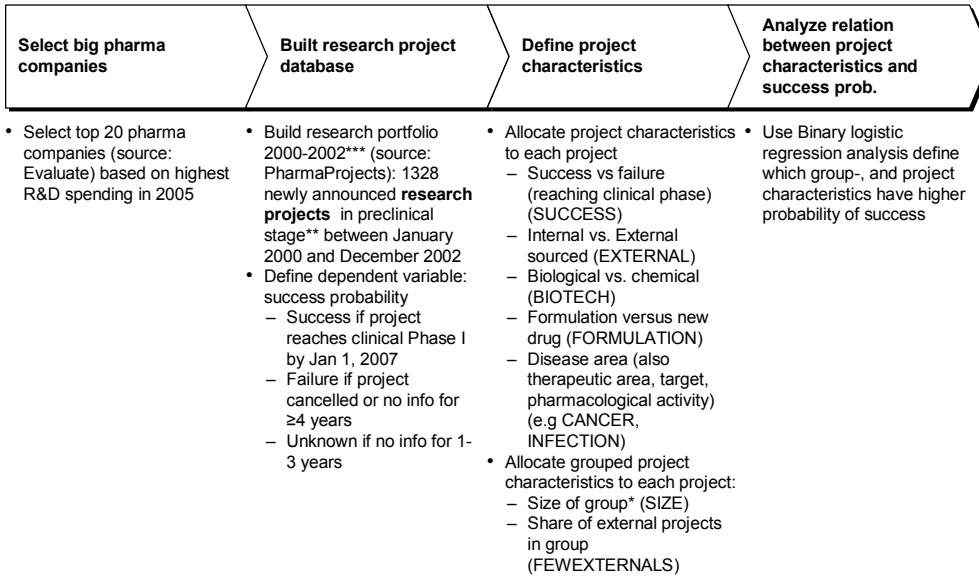 Select big pharma
companies
Built research project
database
Define project
characteristics
Analyze relation
between project
characteristics and
success prob.
• Select top 20 pharma
companies (source:
Evaluate) based on highest
R&D spending in 2005
• Build research portfolio
2000-2002*** (source:
PharmaProjects): 1328
newly announced research
projects in preclinical
stage** between January
2000 and December 2002
• Define dependent variable:
success probability
– Success if project
reaches clinical Phase I
by Jan 1, 2007
– Failure if project
cancelled or no info for
≥4 years
– Unknown if no info for 1-
3 years
• Allocate project characteristics
to each project
– Success vs failure
(reaching clinical phase)
(SUCCESS)
– Internal vs. External
sourced (EXTERNAL)
– Biological vs. chemical
(BIOTECH)
– Formulation versus new
drug (FORMULATION)
– Disease area (also
therapeutic area, target,
pharmacological activity)
(e.g CANCER,
INFECTION)
• Allocate grouped project
characteristics to each project:
– Size of group* (SIZE)
– Share of external projects
in group
(FEWEXTERNALS)
• Use Binary logistic
regression analysis define
which group-, and project
characteristics have higher
probability of success